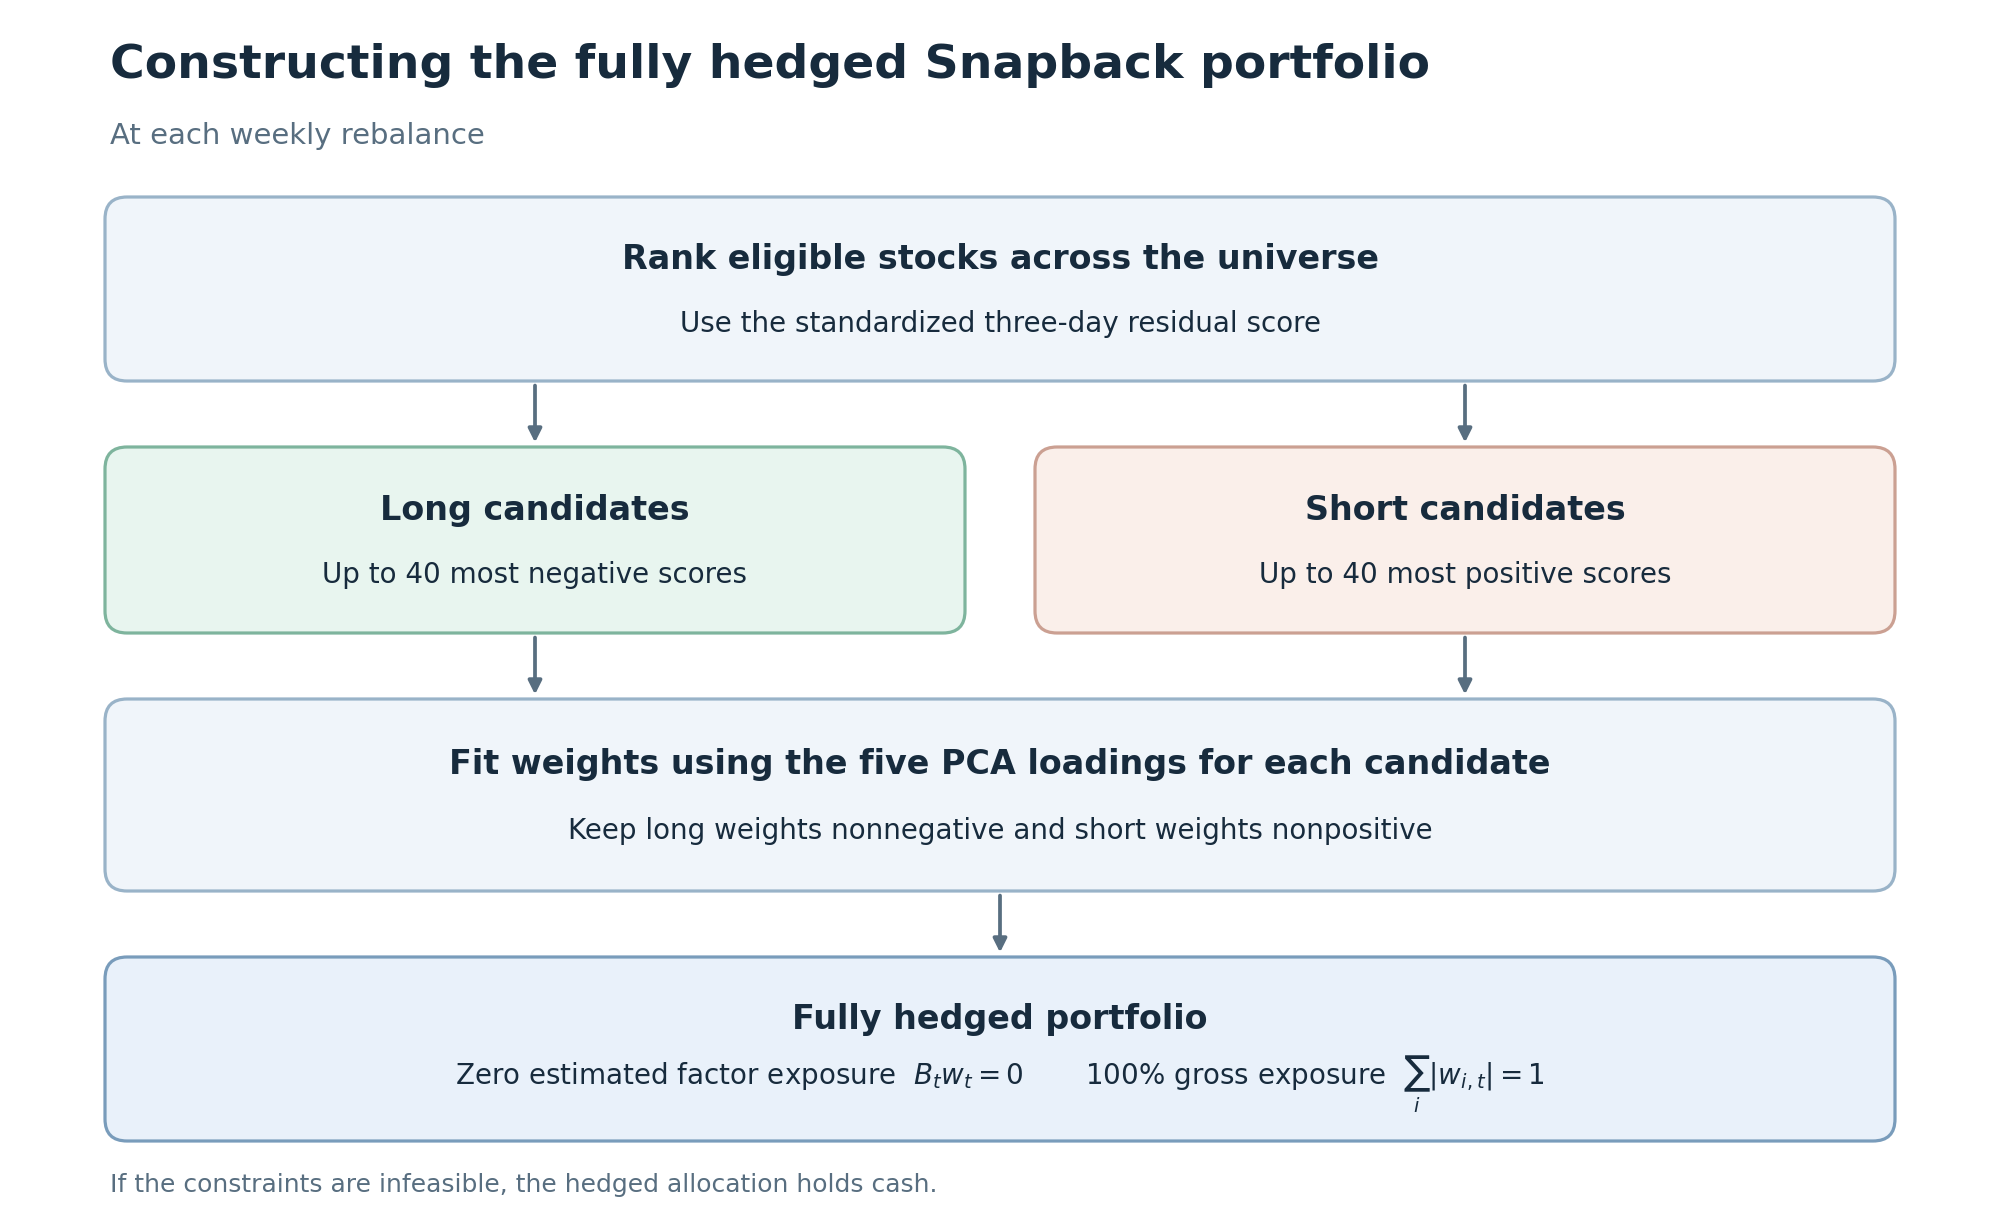 Constructing the fully hedged Snapback portfolio
At each weekly rebalance
Rank eligible stocks across the universe
Use the standardized three-day residual score
Long candidates
Up to 40 most negative scores
Short candidates
Up to 40 most positive scores
Fit weights using the five PCA loadings for each candidate
Keep long weights nonnegative and short weights nonpositive
Fully hedged portfolio
Zero estimated factor exposure $B_t w_t = 0$ 100% gross exposure $\sum_i |w_{i,t}| = 1$
If the constraints are infeasible, the hedged allocation holds cash.